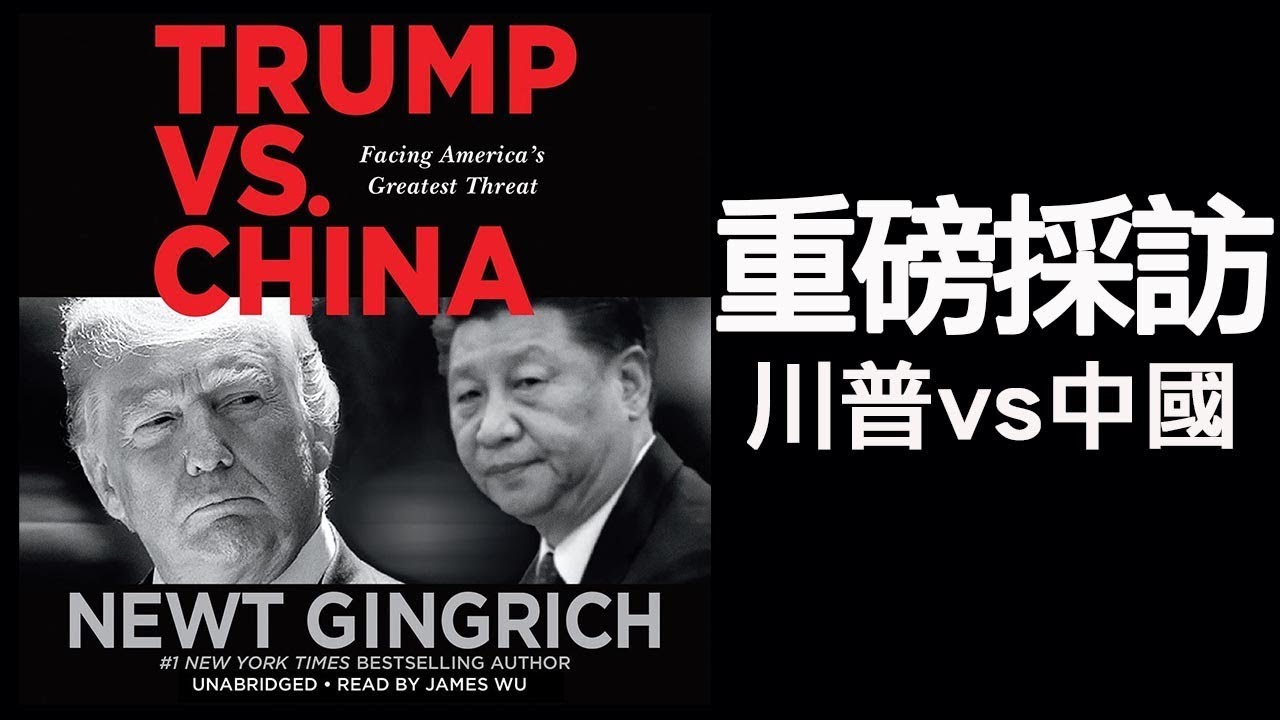 TRUMP
VS.
CHINA
Facing America's
Greatest Threat
NEWT GINGRICH
#1 NEW YORK TIMES BESTSELLING AUTHOR
UNABRIDGED • READ BY JAMES WU
重磅採訪
川普vs中國